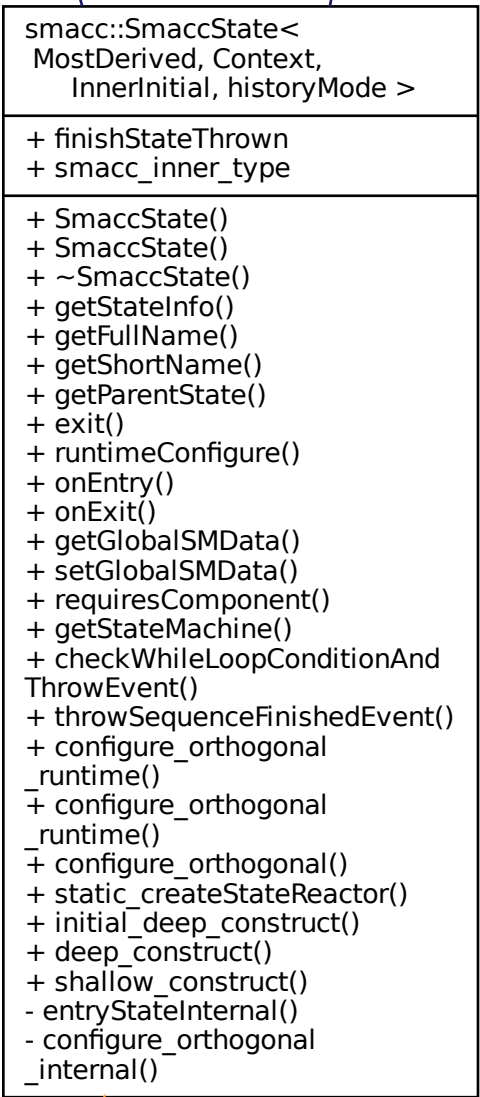 smacc::SmaccState<
MostDerived, Context,
InnerInitial, historyMode >
+ finishStateThrown
+ smacc_inner_type
+ SmaccState()
+ SmaccState()
+ ~SmaccState()
+ getStateInfo()
+ getFullName()
+ getShortName()
+ getParentState()
+ exit()
+ runtimeConfigure()
+ onEntry()
+ onExit()
+ getGlobalSMData()
+ setGlobalSMData()
+ requiresComponent()
+ getStateMachine()
+ checkWhileLoopConditionAnd
ThrowEvent()
+ throwSequenceFinishedEvent()
+ configure_orthogonal
_runtime()
+ configure_orthogonal
_runtime()
+ configure_orthogonal()
+ static_createStateReactor()
+ initial_deep_construct()
+ deep_construct()
+ shallow_construct()
- entryStateInternal()
- configure_orthogonal
_internal()